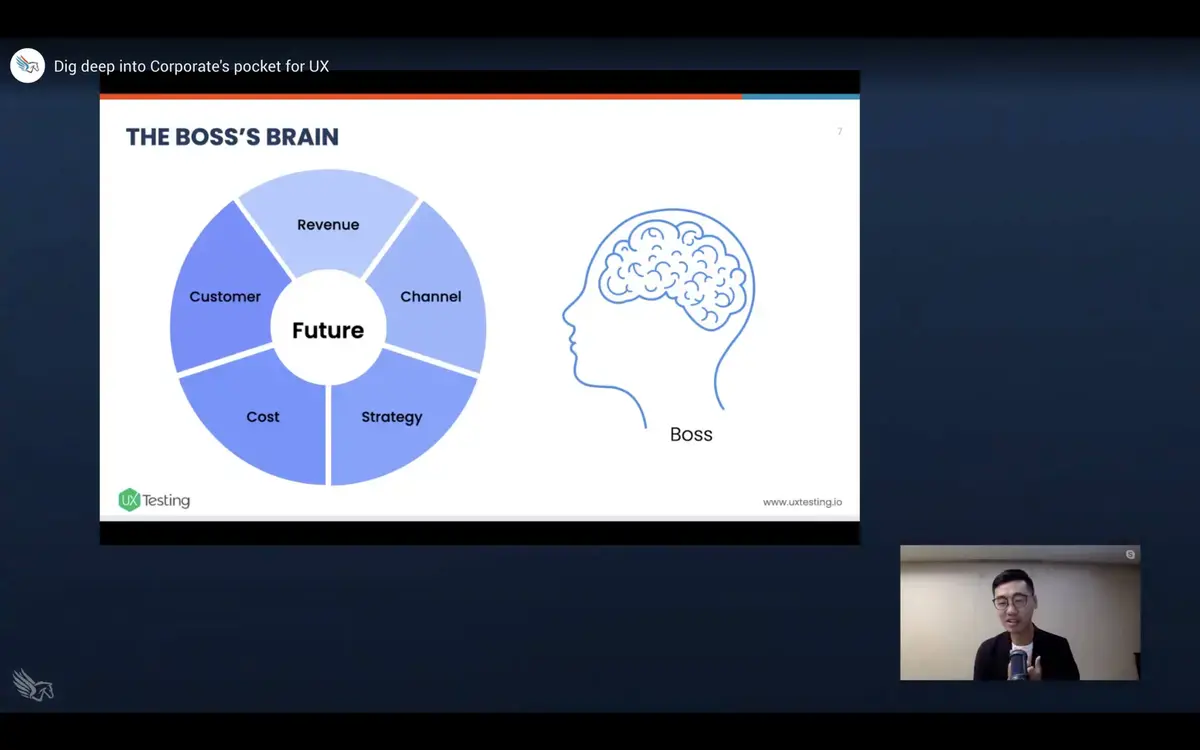 Dig deep into Corporate's pocket for UX
THE BOSS'S BRAIN
7
Revenue
Customer
Channel
Future
Cost
Strategy
Boss
UX Testing
www.uxtesting.io